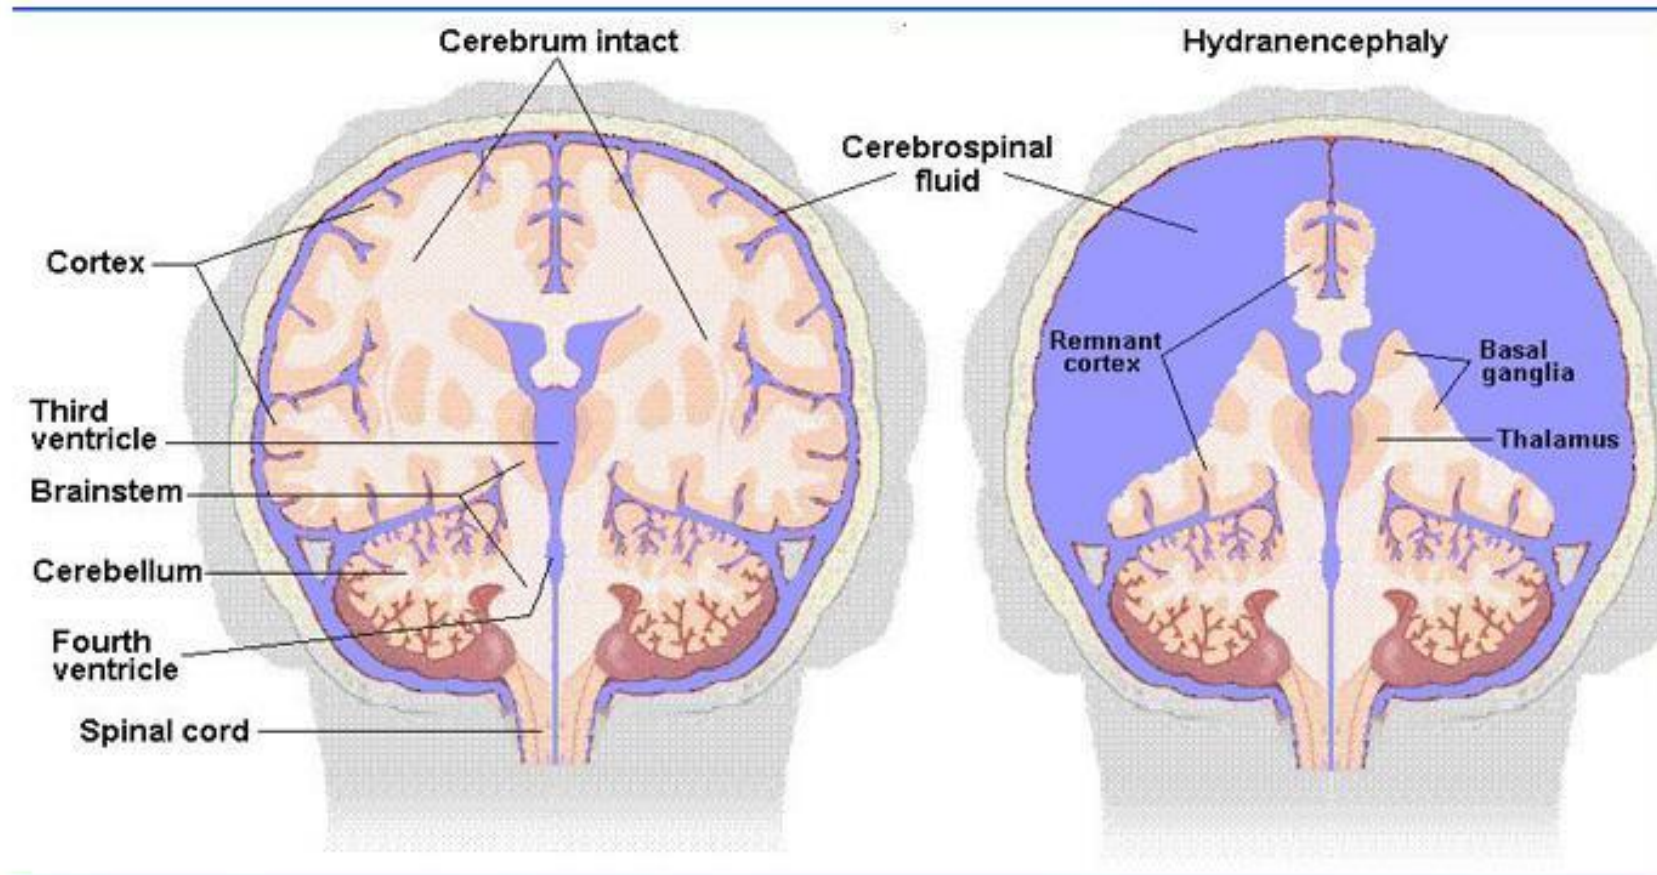 Cerebrum intact
Hydranencephaly
Cerebrospinal
fluid
Cortex
Remnant
cortex
Basal
ganglia
Third
ventricle
Thalamus
Brainstem
Cerebellum
Fourth
ventricle
Spinal cord